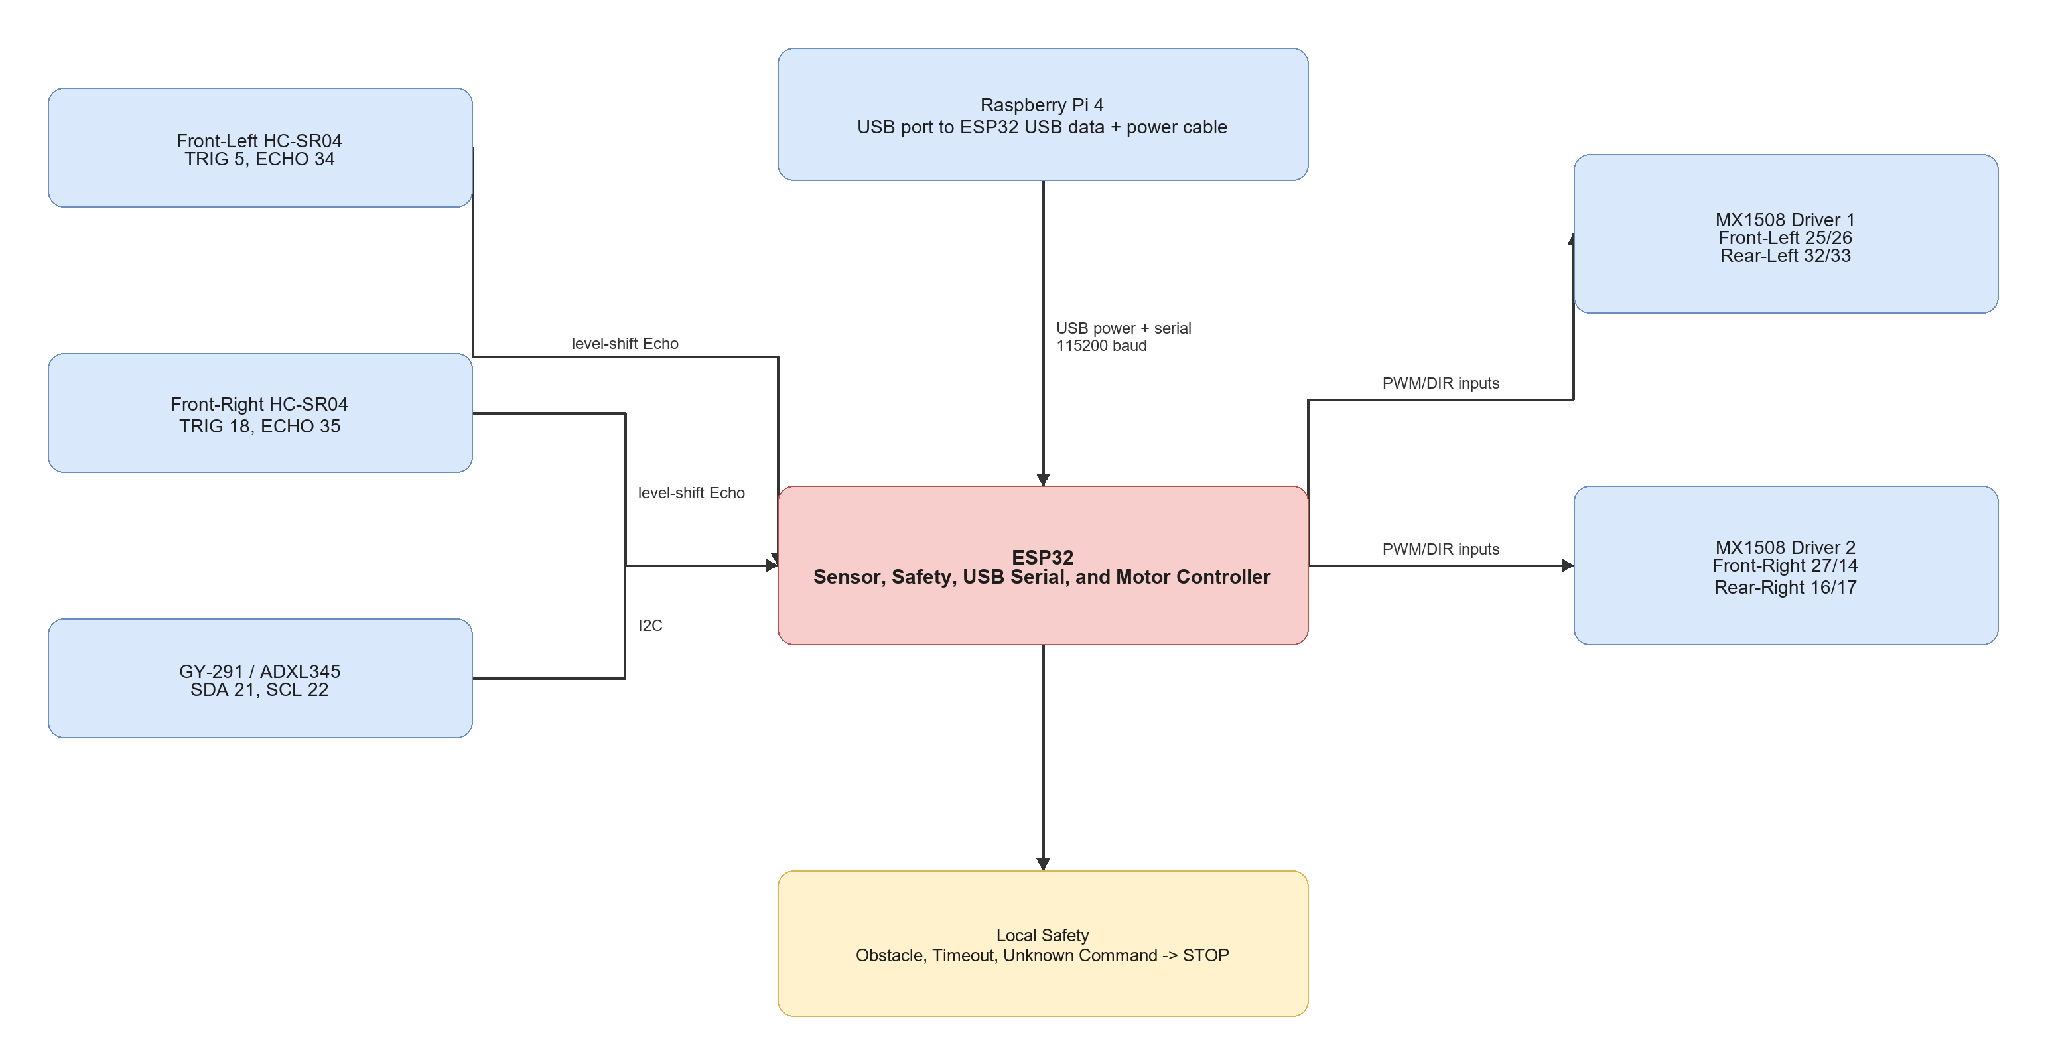 Raspberry Pi 4
USB port to ESP32 USB data + power cable
Front-Left HC-SR04
TRIG 5, ECHO 34
MX1508 Driver 1
Front-Left 25/26
Rear-Left 32/33
level-shift Echo
USB power + serial
115200 baud
PWM/DIR inputs
Front-Right HC-SR04
TRIG 18, ECHO 35
level-shift Echo
ESP32
Sensor, Safety, USB Serial, and Motor Controller
PWM/DIR inputs
MX1508 Driver 2
Front-Right 27/14
Rear-Right 16/17
I2C
GY-291 / ADXL345
SDA 21, SCL 22
Local Safety
Obstacle, Timeout, Unknown Command -> STOP